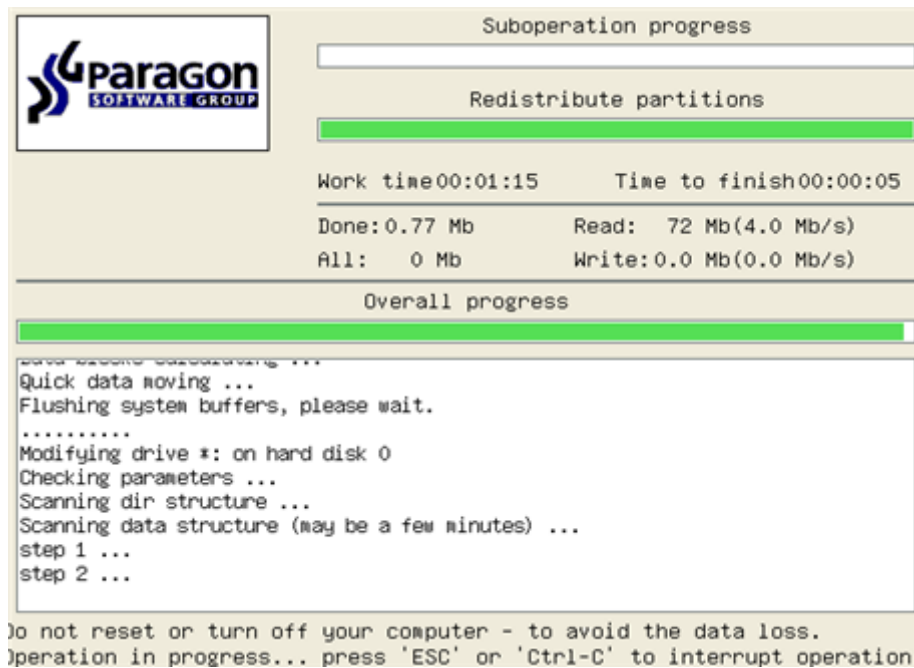 Paragon
SOFTWARE GROUP
Suboperation progress
Redistribute partitions
Work time00:01:15 Time to finish00:00:05
Done:0.77 Mb Read: 72 Mb(4.0 Mb/s)
All: 0 Mb Write:0.0 Mb(0.0 Mb/s)
Overall progress
Quick data moving ...
Flushing system buffers, please wait.
..........
Modifying drive *: on hard disk 0
Checking parameters ...
Scanning dir structure ...
Scanning data structure (may be a few minutes) ...
step 1 ...
step 2 ...
Do not reset or turn off your computer - to avoid the data loss.
Operation in progress... press 'ESC' or 'Ctrl-C' to interrupt operation